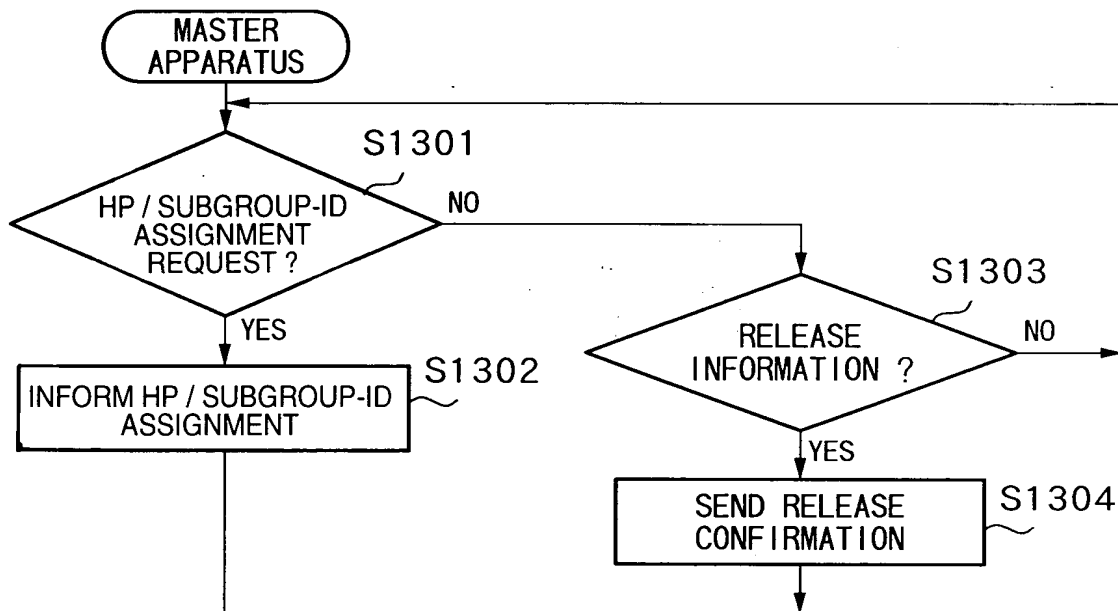 MASTER
APPARATUS
S1301
HP / SUBGROUP-ID
ASSIGNMENT
REQUEST ?
NO
YES
S1302
INFORM HP / SUBGROUP-ID
ASSIGNMENT
S1303
RELEASE
INFORMATION ?
NO
YES
SEND RELEASE
CONFIRMATION
S1304